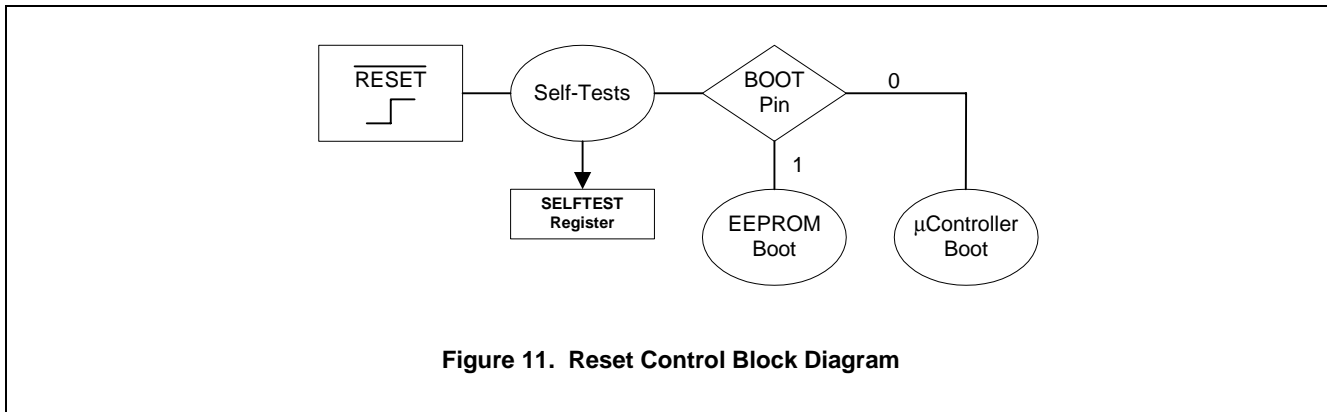 RESET
Self-Tests
BOOT
Pin
0
1
SELFTEST
Register
EEPROM
Boot
μController
Boot
Figure 11. Reset Control Block Diagram